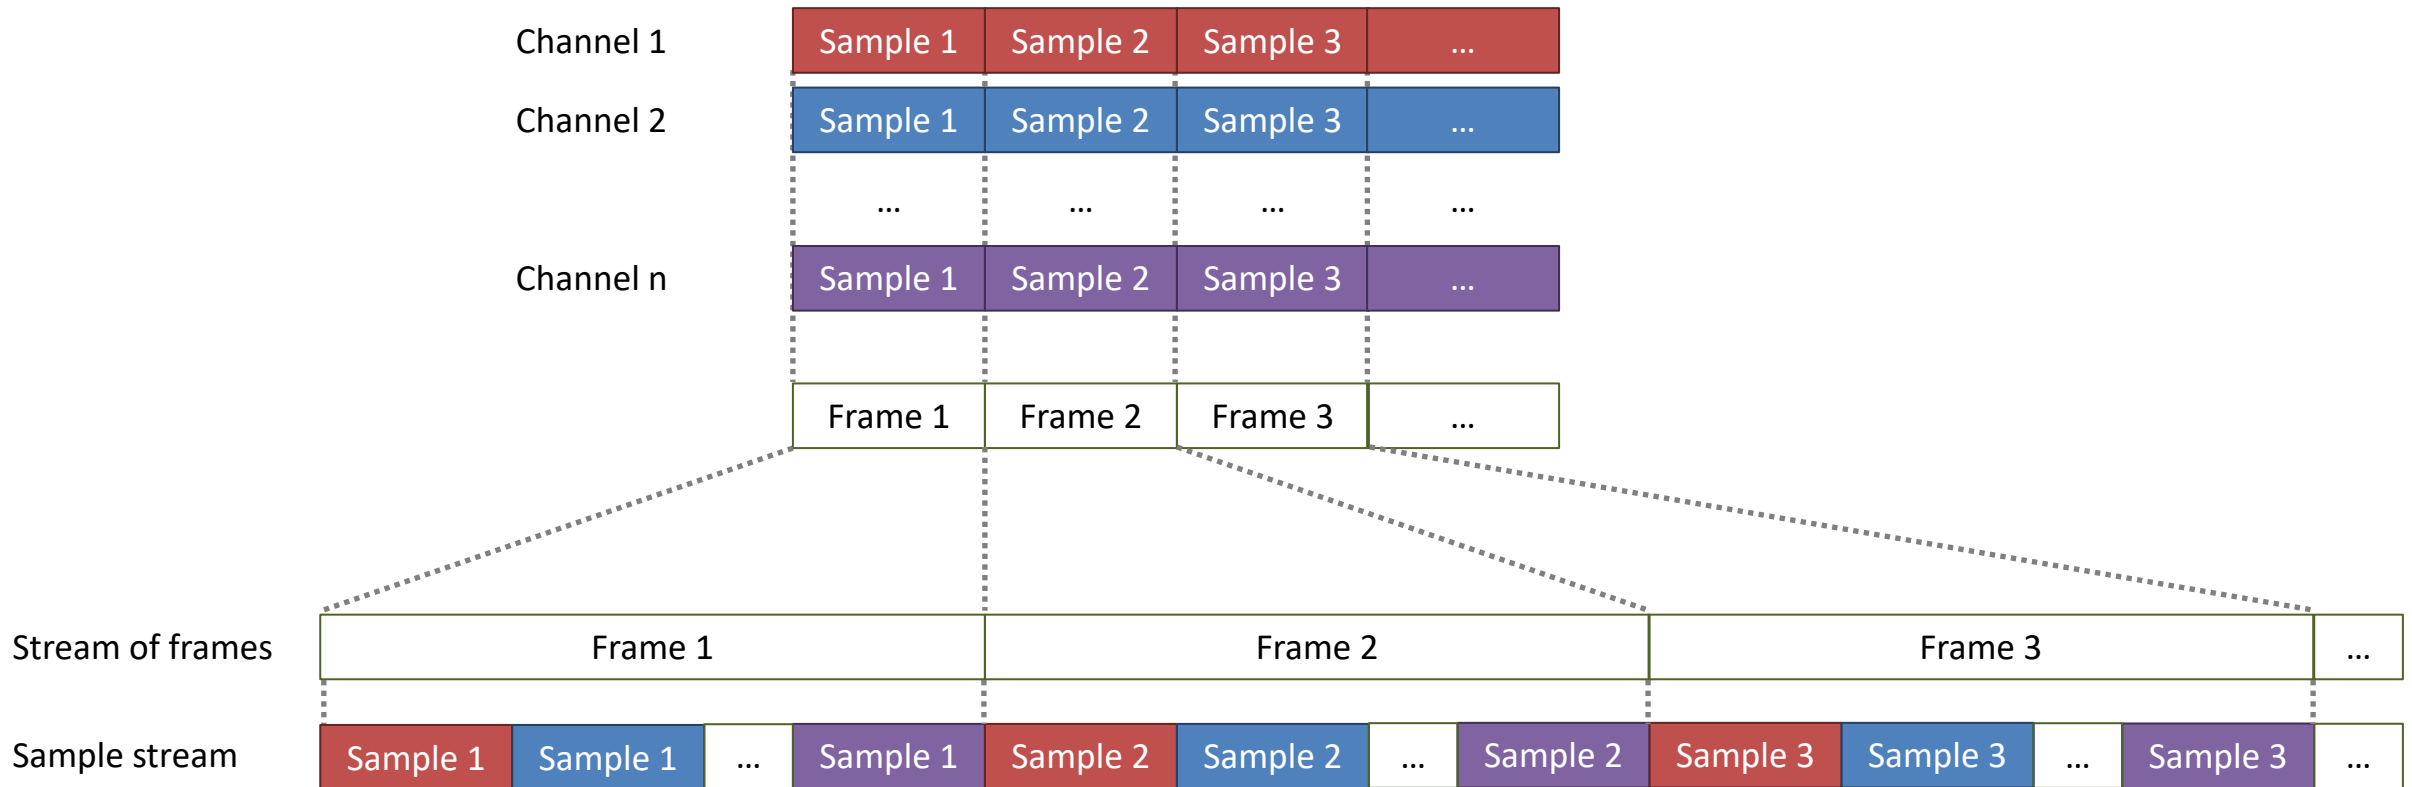 Channel 1 Sample 1 Sample 2 Sample 3 ...
Channel 2 Sample 1 Sample 2 Sample 3 ...
... ... ... ...
Channel n Sample 1 Sample 2 Sample 3 ...
Frame 1 Frame 2 Frame 3 ...
Stream of frames Frame 1 Frame 2 Frame 3 ...
Sample stream Sample 1 Sample 1 ... Sample 1 Sample 2 Sample 2 ... Sample 2 Sample 3 Sample 3 ... Sample 3 ...